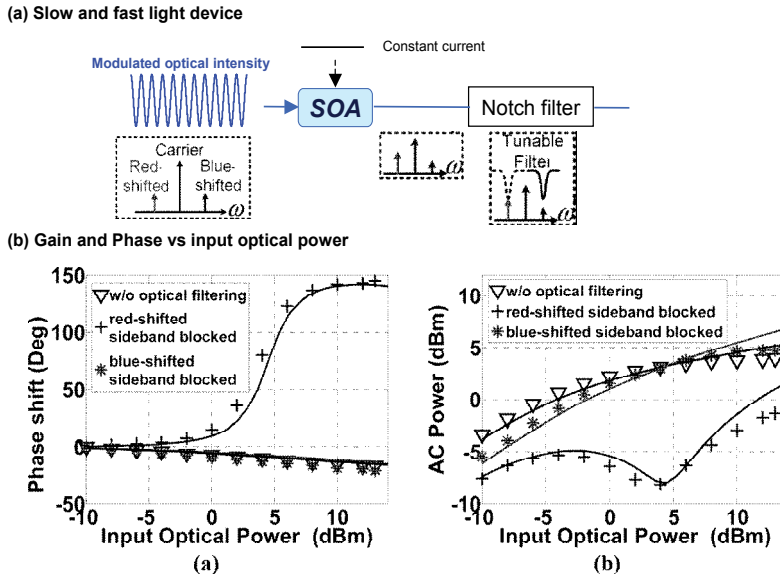 (a) Slow and fast light device
Constant current
Modulated optical intensity
SOA
Notch filter
Carrier
Red-shifted
Blue-shifted
ω
ω
Tunable Filter
ω
(b) Gain and Phase vs input optical power
Phase shift (Deg)
150
100
50
0
-50
-10
-5
0
5
10
w/o optical filtering
red-shifted
sideband blocked
blue-shifted
sideband blocked
Input Optical Power (dBm)
(a)
AC Power (dBm)
10
5
0
-5
-10
-10
-5
0
5
10
w/o optical filtering
red-shifted sideband blocked
blue-shifted sideband blocked
Input Optical Power (dBm)
(b)